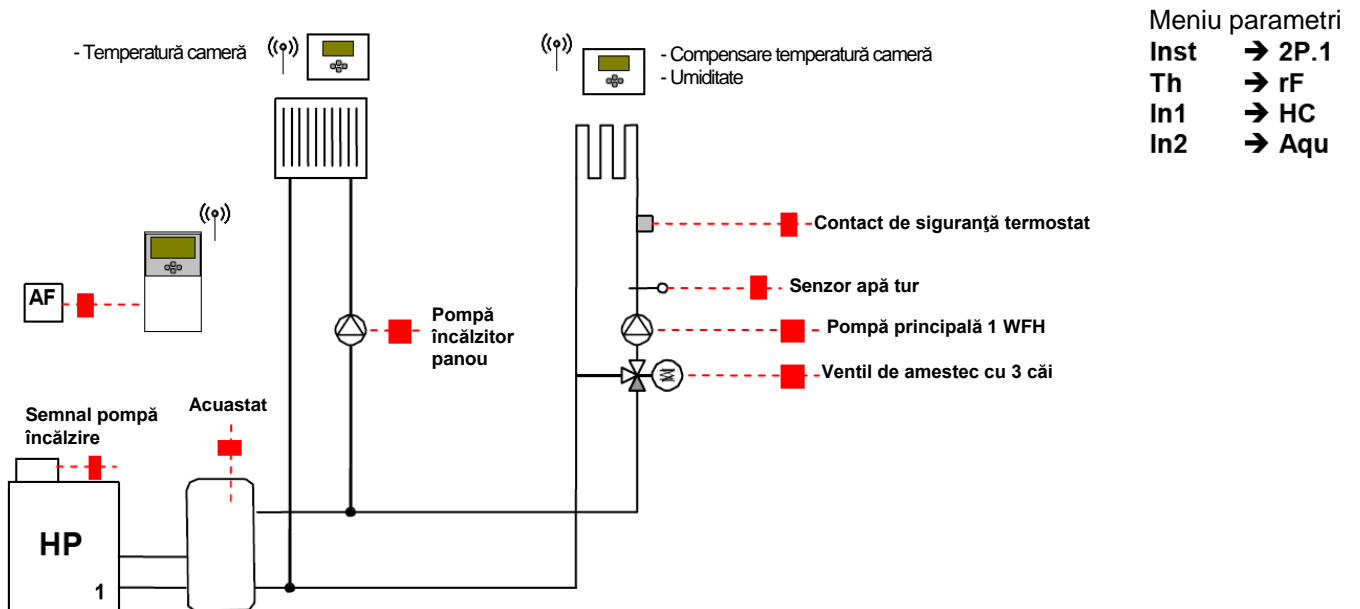 Meniu parametri
Inst ➔ 2P.1
Th ➔ rF
In1 ➔ HC
In2 ➔ Aqu
- Temperatură cameră
- Compensare temperatură cameră
- Umiditate
Contact de siguranţă termostat
Senzor apă tur
AF
Pompă
încălzitor
panou
Pompă principală 1 WFH
Ventil de amestec cu 3 căi
Semnal pompă
încălzire
Acuastat
HP
1